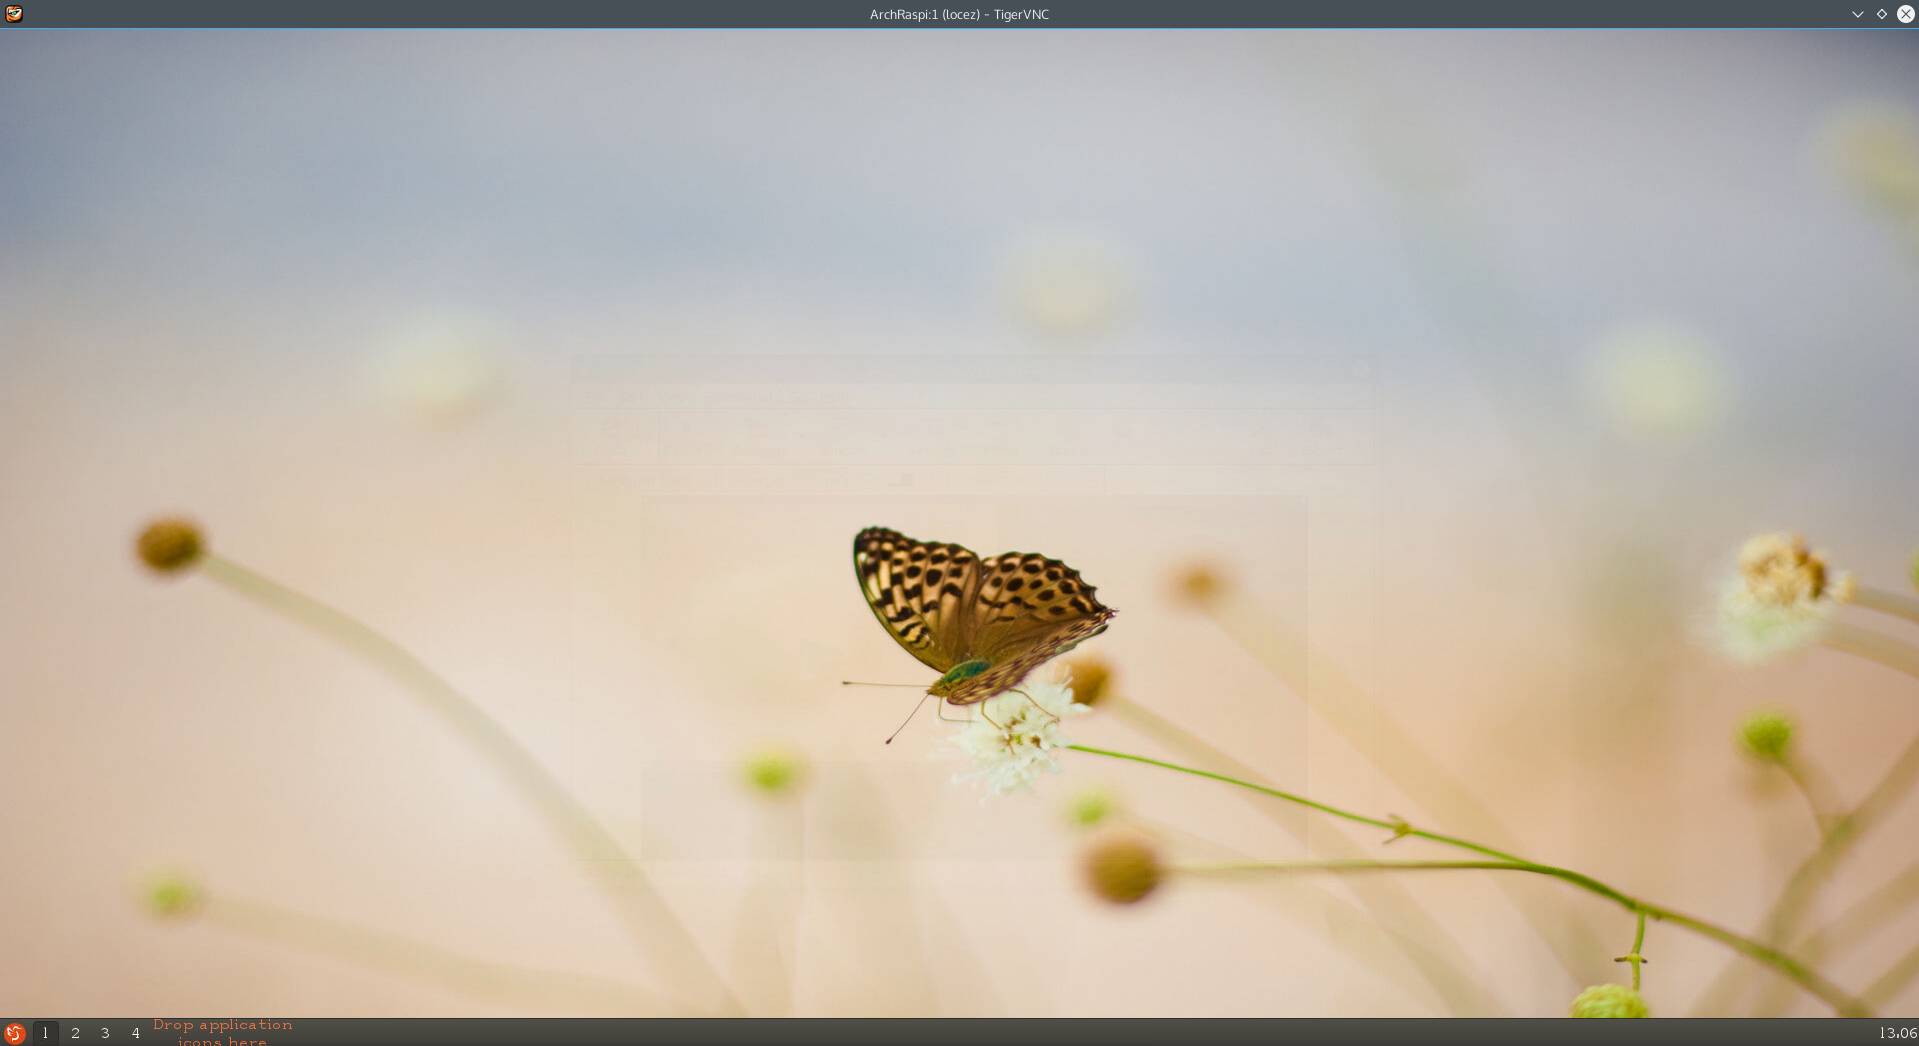 ArchRaspi:1 (locez) - TigerVNC
1 2 3 4
Drop application
icons here
13:06